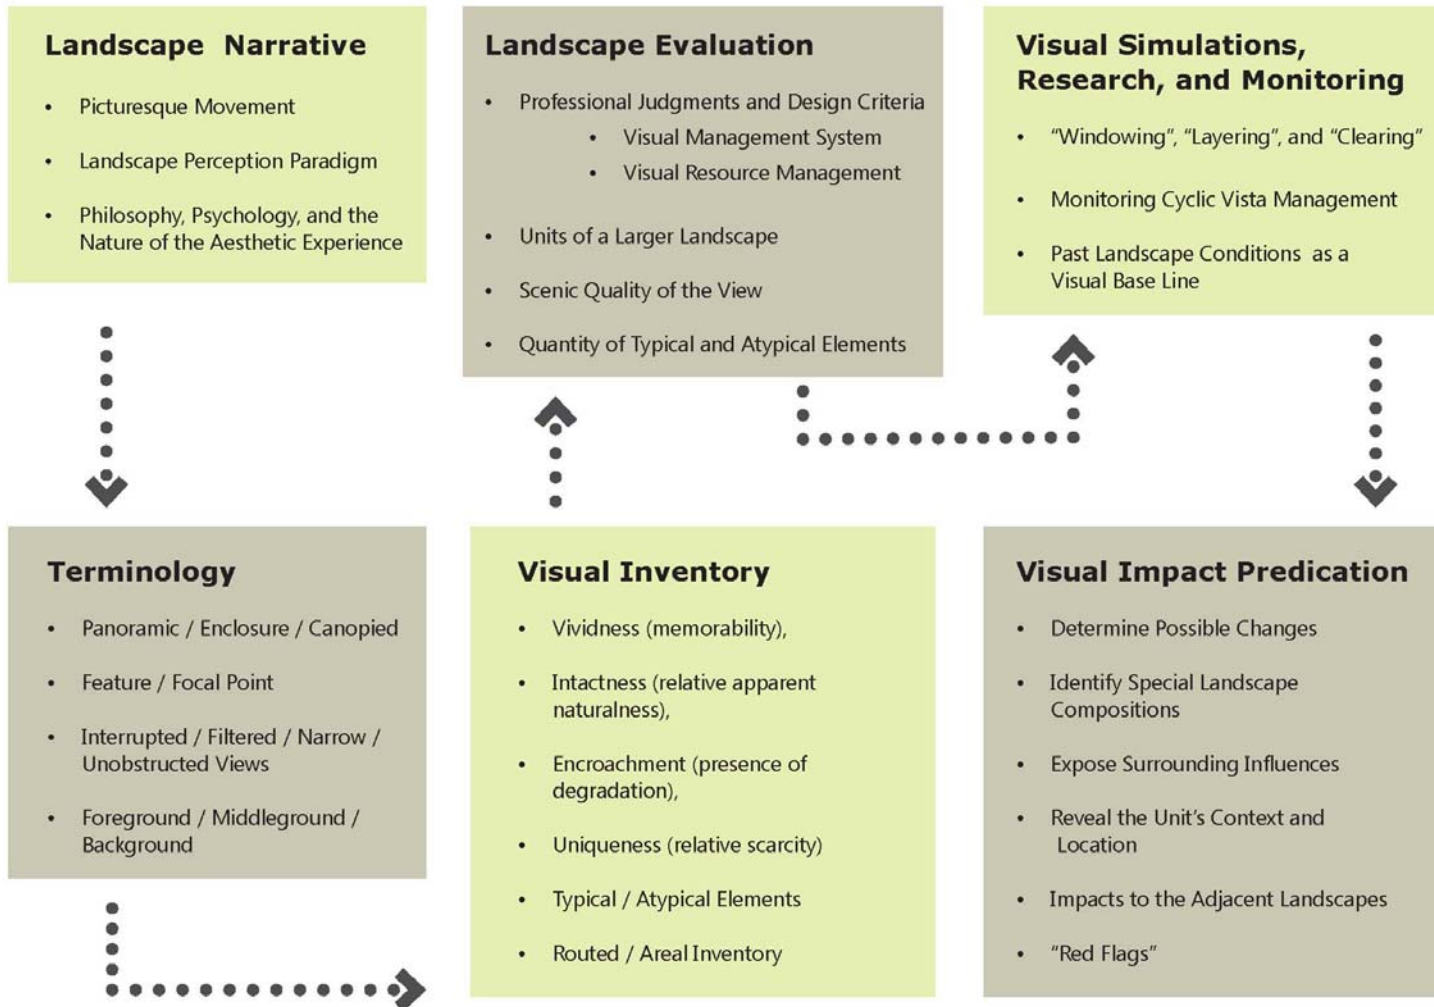 Landscape Narrative
• Picturesque Movement
• Landscape Perception Paradigm
• Philosophy, Psychology, and the
Nature of the Aesthetic Experience
Terminology
• Panoramic / Enclosure / Canopied
• Feature / Focal Point
• Interrupted / Filtered / Narrow /
Unobstructed Views
• Foreground / Middleground /
Background
Visual Inventory
• Vividness (memorability),
• Intactness (relative apparent
naturalness),
• Encroachment (presence of
degradation),
• Uniqueness (relative scarcity)
• Typical / Atypical Elements
• Routed / Areal Inventory
Landscape Evaluation
• Professional Judgments and Design Criteria
• Visual Management System
• Visual Resource Management
• Units of a Larger Landscape
• Scenic Quality of the View
• Quantity of Typical and Atypical Elements
Visual Simulations,
Research, and Monitoring
• “Windowing”, “Layering”, and “Clearing”
• Monitoring Cyclic Vista Management
• Past Landscape Conditions as a
Visual Base Line
Visual Impact Predication
• Determine Possible Changes
• Identify Special Landscape
Compositions
• Expose Surrounding Influences
• Reveal the Unit’s Context and
Location
• Impacts to the Adjacent Landscapes
• “Red Flags”